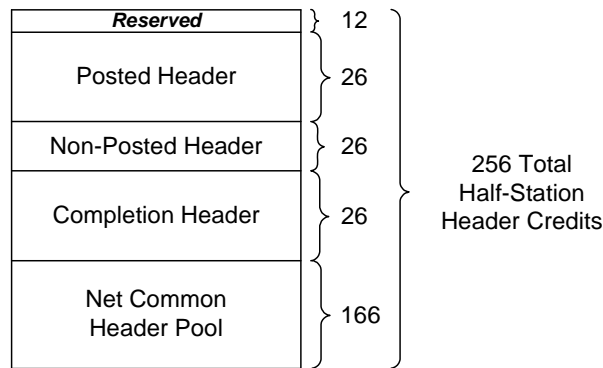 Reserved
12
Posted Header
26
Non-Posted Header
26
Completion Header
26
Net Common
Header Pool
166
256 Total
Half-Station
Header Credits